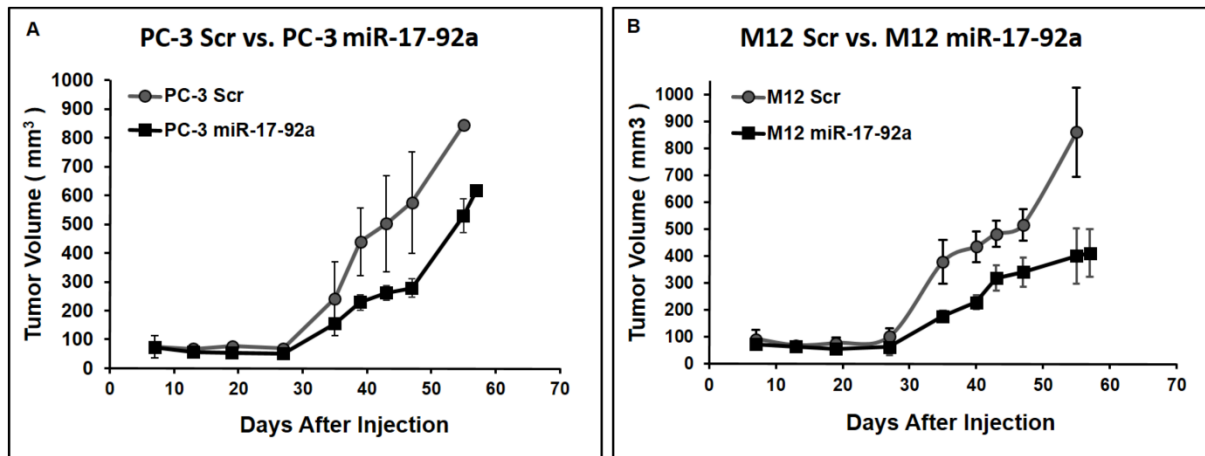 A
PC-3 Scr vs. PC-3 miR-17-92a
PC-3 Scr
PC-3 miR-17-92a
Tumor Volume ( mm³ )
1000
900
800
700
600
500
400
300
200
100
0
0 10 20 30 40 50 60 70
Days After Injection
B
M12 Scr vs. M12 miR-17-92a
M12 Scr
M12 miR-17-92a
Tumor Volume ( mm3 )
1000
900
800
700
600
500
400
300
200
100
0
0 10 20 30 40 50 60 70
Days After Injection